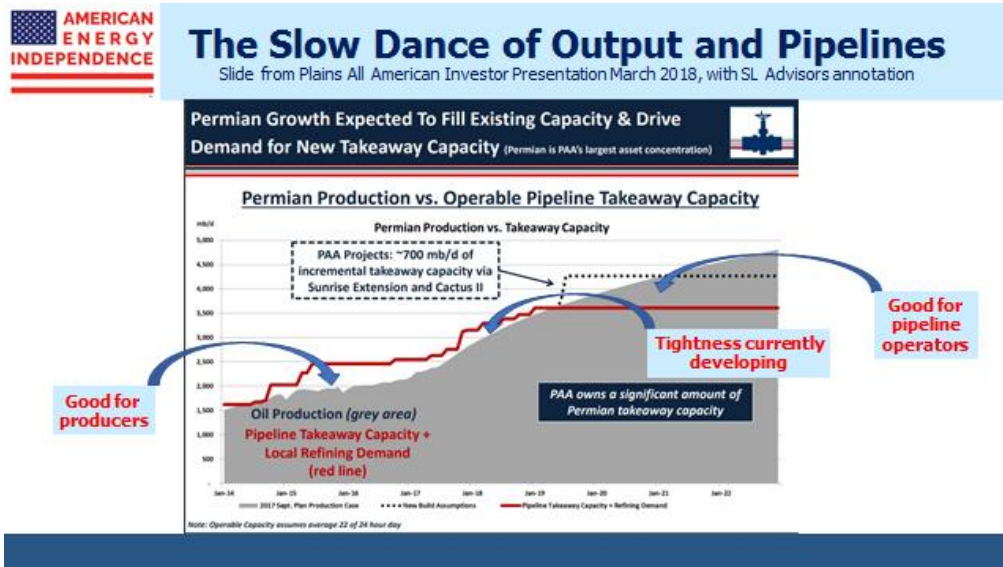 AMERICAN
ENERGY
INDEPENDENCE
The Slow Dance of Output and Pipelines
Slide from Plains All American Investor Presentation March 2018, with SL Advisors annotation
Permian Growth Expected To Fill Existing Capacity & Drive
Demand for New Takeaway Capacity (Permian is PAA's largest asset concentration)
Permian Production vs. Operable Pipeline Takeaway Capacity
mb/d
Permian Production vs. Takeaway Capacity
5,000
4,500
4,000
3,500
3,000
2,500
2,000
1,500
1,000
500
-
PAA Projects: ~700 mb/d of
incremental takeaway capacity via
Sunrise Extension and Cactus II
Good for
pipeline
operators
Tightness currently
developing
Good for
producers
PAA owns a significant amount of
Permian takeaway capacity
Oil Production (grey area)
Pipeline Takeaway Capacity +
Local Refining Demand
(red line)
Jan-14 Jan-15 Jan-16 Jan-17 Jan-18 Jan-19 Jan-20 Jan-21 Jan-22
2017 Sept. Plan Production Case New Build Assumptions Pipeline Takeaway Capacity + Refining Demand
Note: Operable Capacity assumes average 22 of 24 hour day